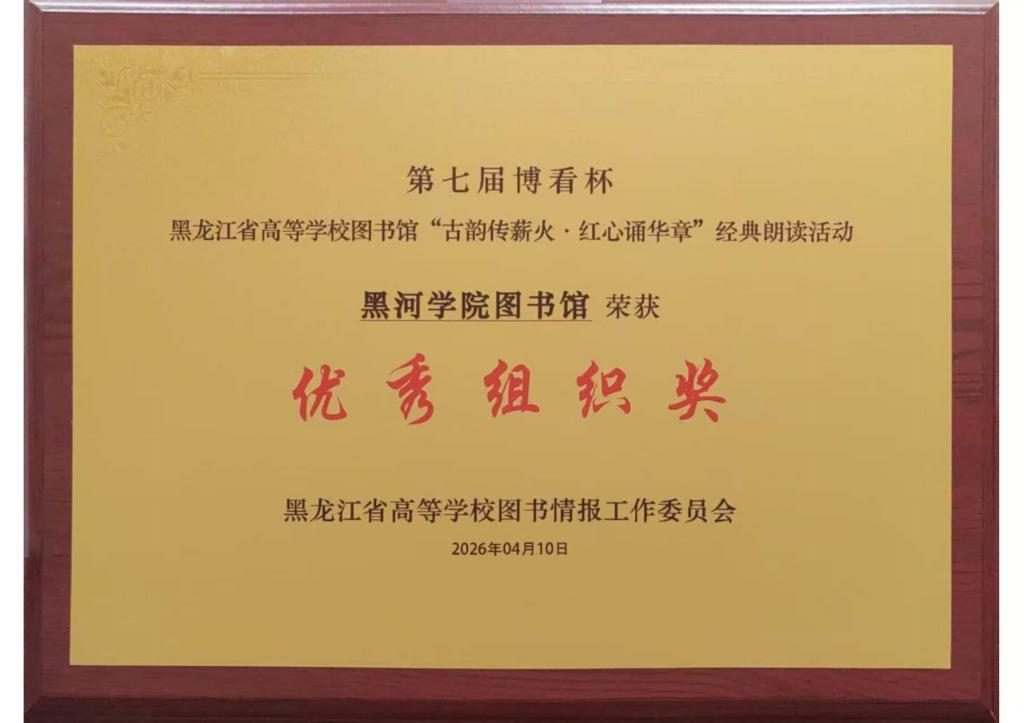 第七届博看杯
黑龙江省高等学校图书馆“古韵传薪火·红心诵华章”经典朗读活动
黑河学院图书馆 荣获
优秀组织奖
黑龙江省高等学校图书情报工作委员会
2026年04月10日